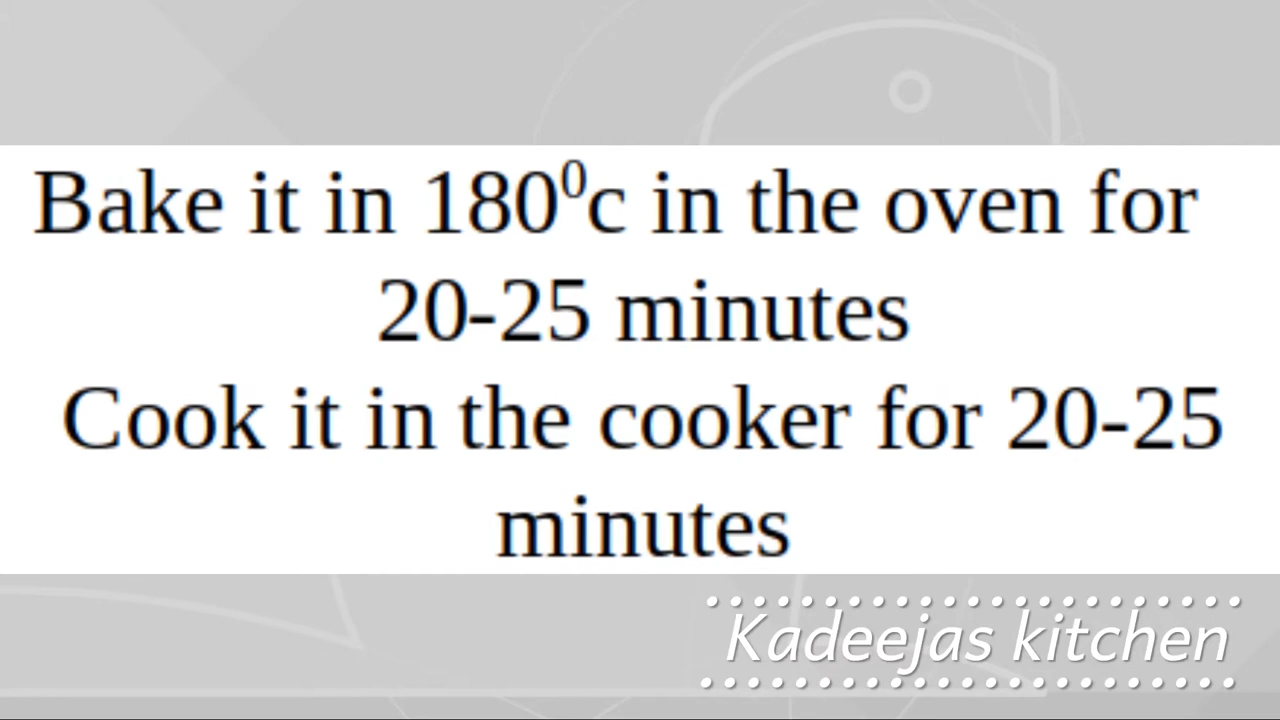 Bake it in 180⁰c in the oven for
20-25 minutes
Cook it in the cooker for 20-25
minutes
Kadeejas kitchen